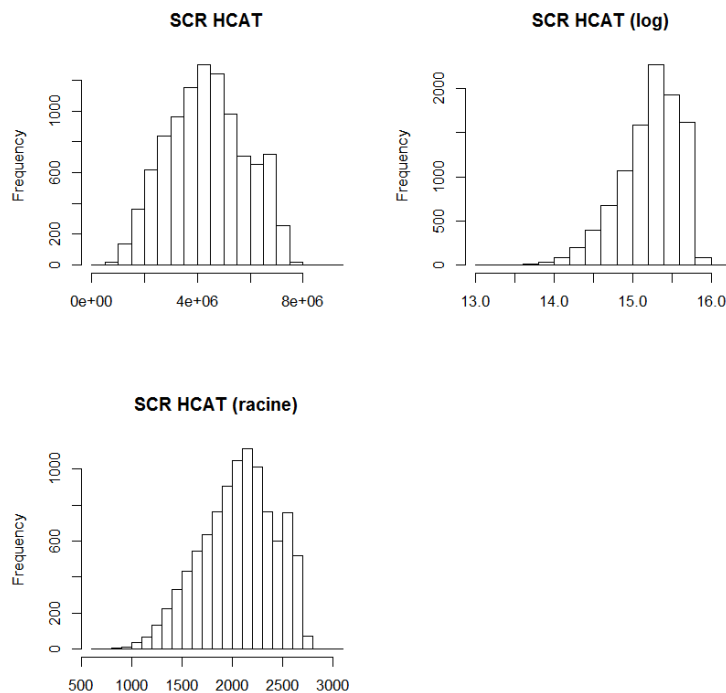 SCR HCAT
Frequency
0 200 600 1000
0e+00 4e+06 8e+06
SCR HCAT (log)
Frequency
0 500 1000 2000
13.0 14.0 15.0 16.0
SCR HCAT (racine)
Frequency
0 200 600 1000
500 1000 1500 2000 2500 3000